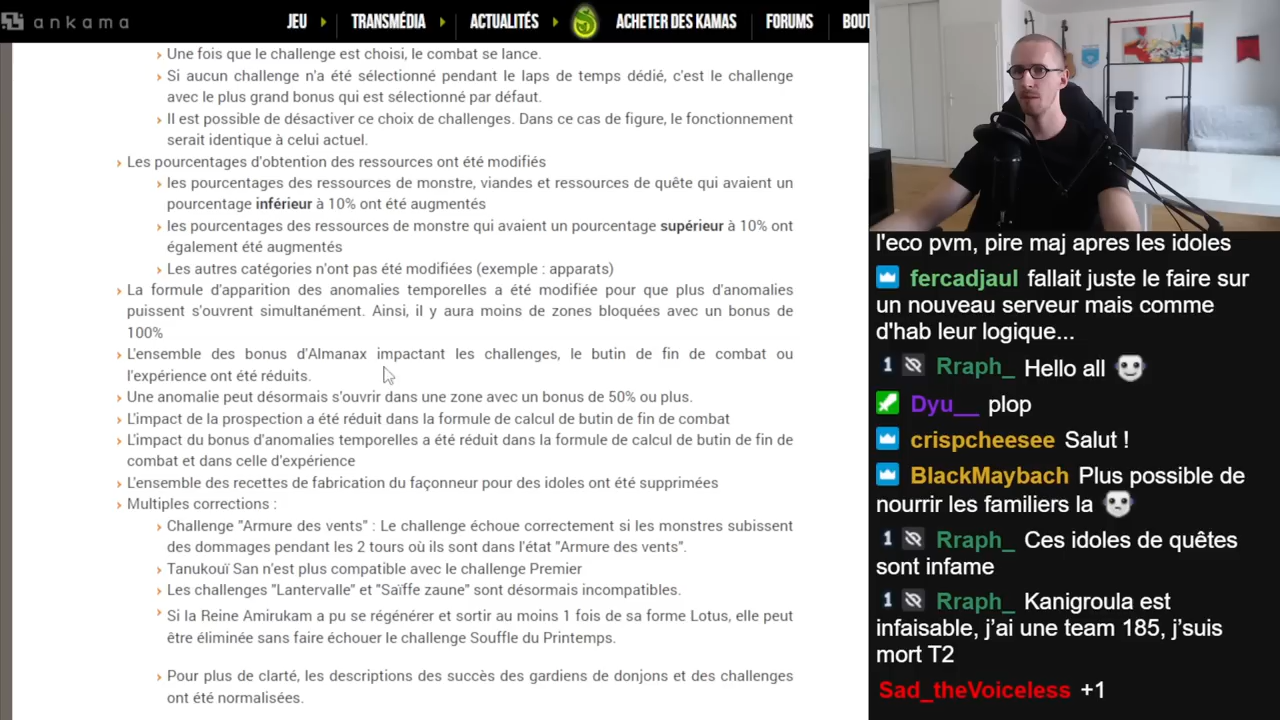 ankama
JEU
TRANSMÉDIA
ACTUALITÉS
ACHETER DES KAMAS
FORUMS
BOUT
Une fois que le challenge est choisi, le combat se lance.
Si aucun challenge n'a été sélectionné pendant le laps de temps dédié, c'est le challenge
avec le plus grand bonus qui est sélectionné par défaut.
Il est possible de désactiver ce choix de challenges. Dans ce cas de figure, le fonctionnement
serait identique à celui actuel.
Les pourcentages d'obtention des ressources ont été modifiés
les pourcentages des ressources de monstre, viandes et ressources de quête qui avaient un
pourcentage inférieur à 10% ont été augmentés
les pourcentages des ressources de monstre qui avaient un pourcentage supérieur à 10% ont
également été augmentés
Les autres catégories n'ont pas été modifiées (exemple : apparats)
La formule d'apparition des anomalies temporelles a été modifiée pour que plus d'anomalies
puissent s'ouvrir simultanément. Ainsi, il y aura moins de zones bloquées avec un bonus de
100%
L'ensemble des bonus d'Almanax impactant les challenges, le butin de fin de combat ou
l'expérience ont été réduits.
Une anomalie peut désormais s'ouvrir dans une zone avec un bonus de 50% ou plus.
L'impact de la prospection a été réduit dans la formule de calcul de butin de fin de combat
L'impact du bonus d'anomalies temporelles a été réduit dans la formule de calcul de butin de fin de
combat et dans celle d'expérience
L'ensemble des recettes de fabrication du façonneur pour des idoles ont été supprimées
Multiples corrections :
Challenge "Armure des vents" : Le challenge échoue correctement si les monstres subissent
des dommages pendant les 2 tours où ils sont dans l'état "Armure des vents".
Tanukouï San n'est plus compatible avec le challenge Premier
Les challenges "Lantervalle" et "Saïffe zaune" sont désormais incompatibles.
Si la Reine Amirukam a pu se régénérer et sortir au moins 1 fois de sa forme Lotus, elle peut
être éliminée sans faire échouer le challenge Souffle du Printemps.
Pour plus de clarté, les descriptions des succès des gardiens de donjons et des challenges
ont été normalisées.
l'eco pvm, pire maj apres les idoles
fercadjaul fallait juste le faire sur
un nouveau serveur mais comme
d'hab leur logique...
1 Rraph_ Hello all
Dyu__ plop
crispcheesee Salut !
BlackMaybach Plus possible de
nourrir les familiers la
1 Rraph_ Ces idoles de quêtes
sont infame
1 Rraph_ Kanigroula est
infaisable, j'ai une team 185, j'suis
mort T2
Sad_theVoiceless +1